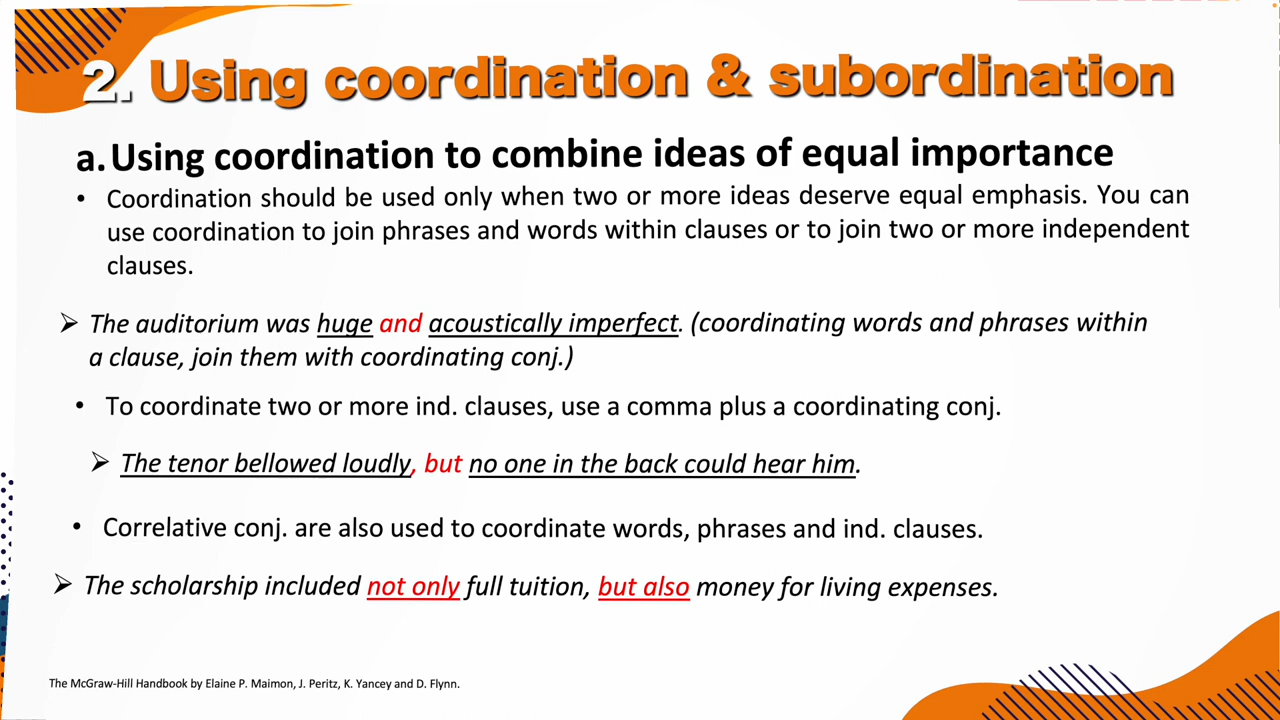 2. Using coordination & subordination
a. Using coordination to combine ideas of equal importance
• Coordination should be used only when two or more ideas deserve equal emphasis. You can
use coordination to join phrases and words within clauses or to join two or more independent
clauses.
➢ The auditorium was huge and acoustically imperfect. (coordinating words and phrases within
a clause, join them with coordinating conj.)
• To coordinate two or more ind. clauses, use a comma plus a coordinating conj.
➢ The tenor bellowed loudly, but no one in the back could hear him.
• Correlative conj. are also used to coordinate words, phrases and ind. clauses.
➢ The scholarship included not only full tuition, but also money for living expenses.
The McGraw-Hill Handbook by Elaine P. Maimon, J. Peritz, K. Yancey and D. Flynn.